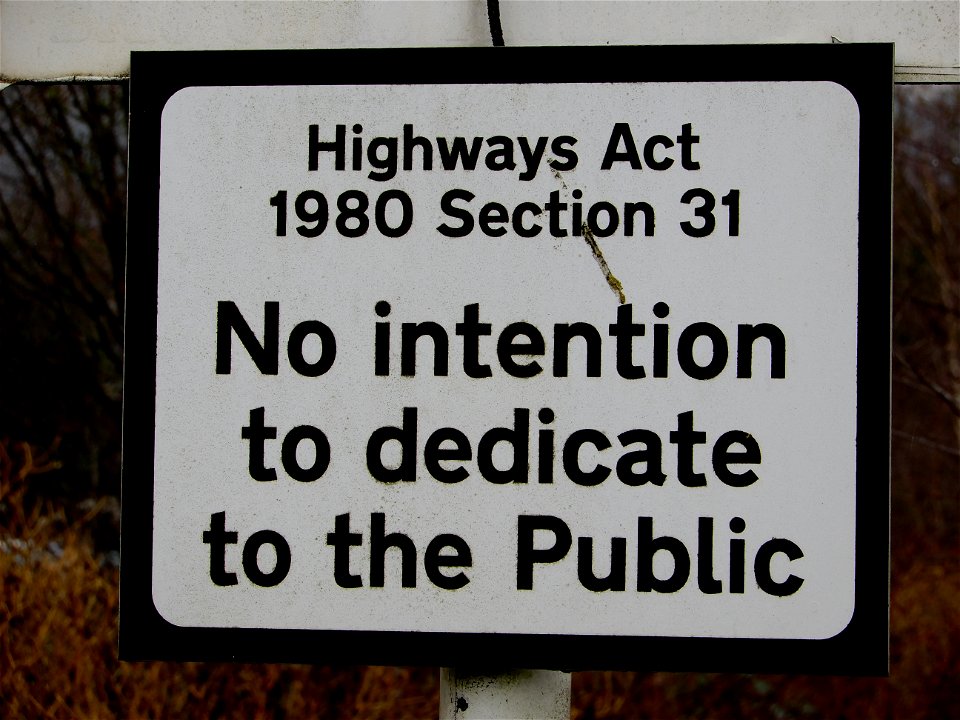 Highways Act
1980 Section 31
No intention
to dedicate
to the Public